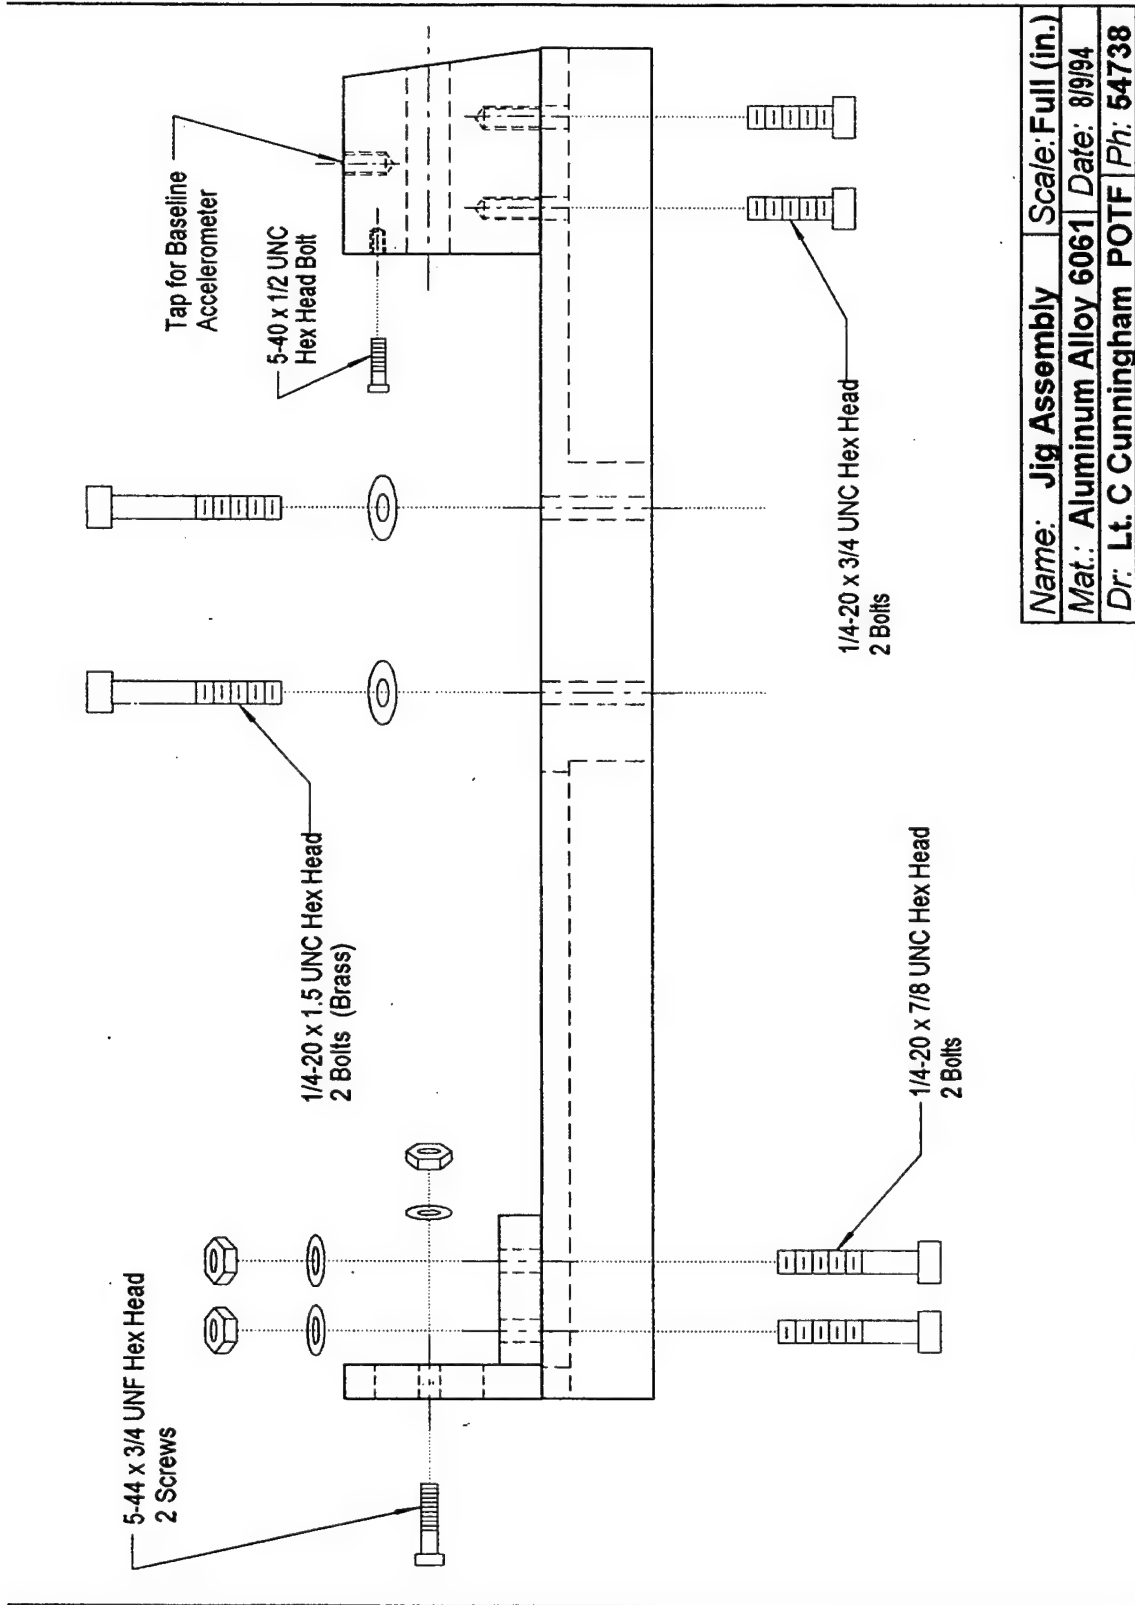 Tap for Baseline
Accelerometer
5-40 x 1/2 UNC
Hex Head Bolt
1/4-20 x 1.5 UNC Hex Head
2 Bolts (Brass)
5-44 x 3/4 UNF Hex Head
2 Screws
1/4-20 x 3/4 UNC Hex Head
2 Bolts
1/4-20 x 7/8 UNC Hex Head
2 Bolts
Name: Jig Assembly Scale: Full (in.)
Mat.: Aluminum Alloy 6061 Date: 8/9/94
Dr: Lt. C Cunningham POTF Ph: 54738